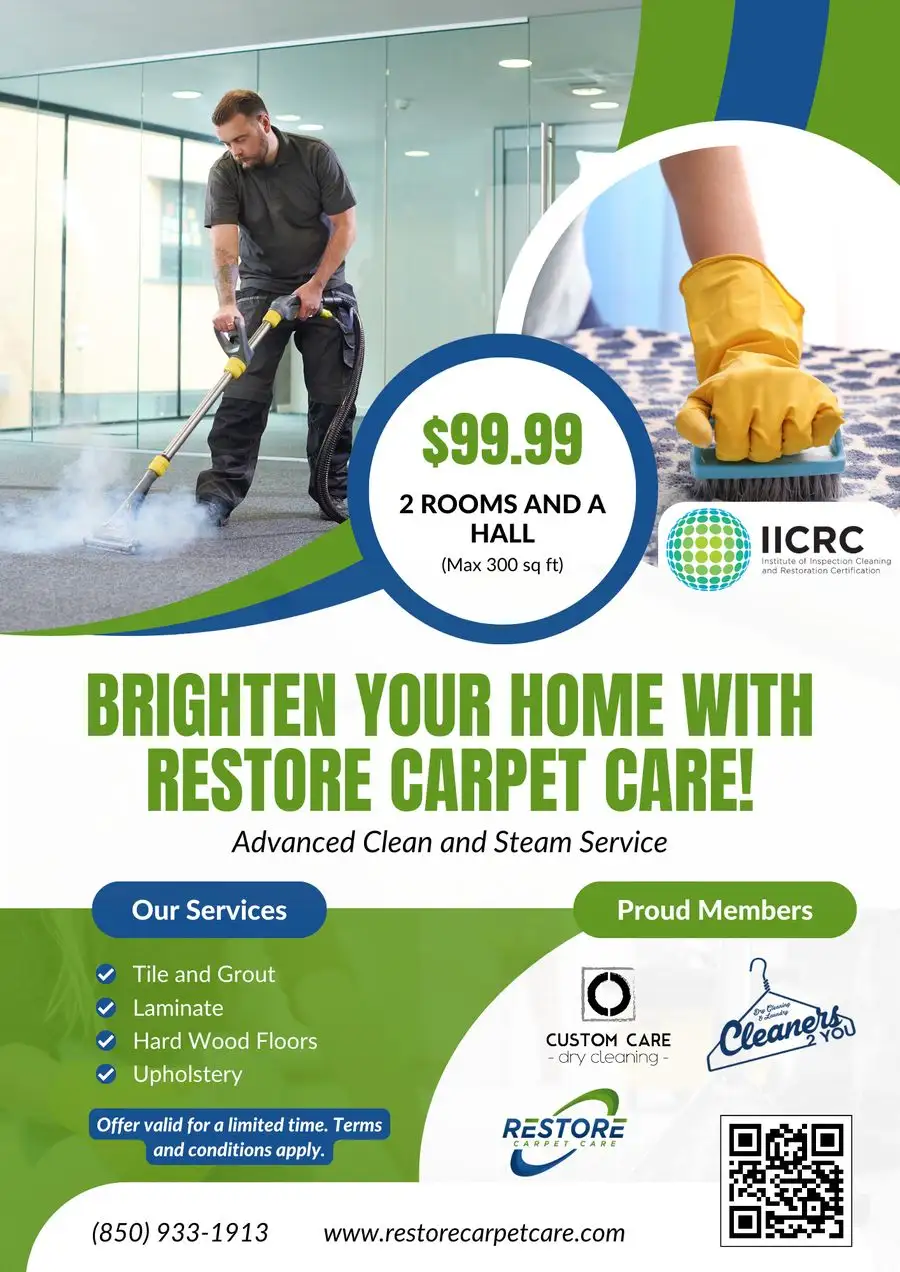 $99.99
2 ROOMS AND A
HALL
(Max 300 sq ft)
IICRC
Institute of Inspection Cleaning
and Restoration Certification
BRIGHTEN YOUR HOME WITH
RESTORE CARPET CARE!
Advanced Clean and Steam Service
Our Services
Tile and Grout
Laminate
Hard Wood Floors
Upholstery
Offer valid for a limited time. Terms
and conditions apply.
Proud Members
CUSTOM CARE
- dry cleaning -
Dry Cleaning
& Laundry
Cleaners
2 YOU
RESTORE
CARPET CARE
(850) 933-1913
www.restorecarpetcare.com